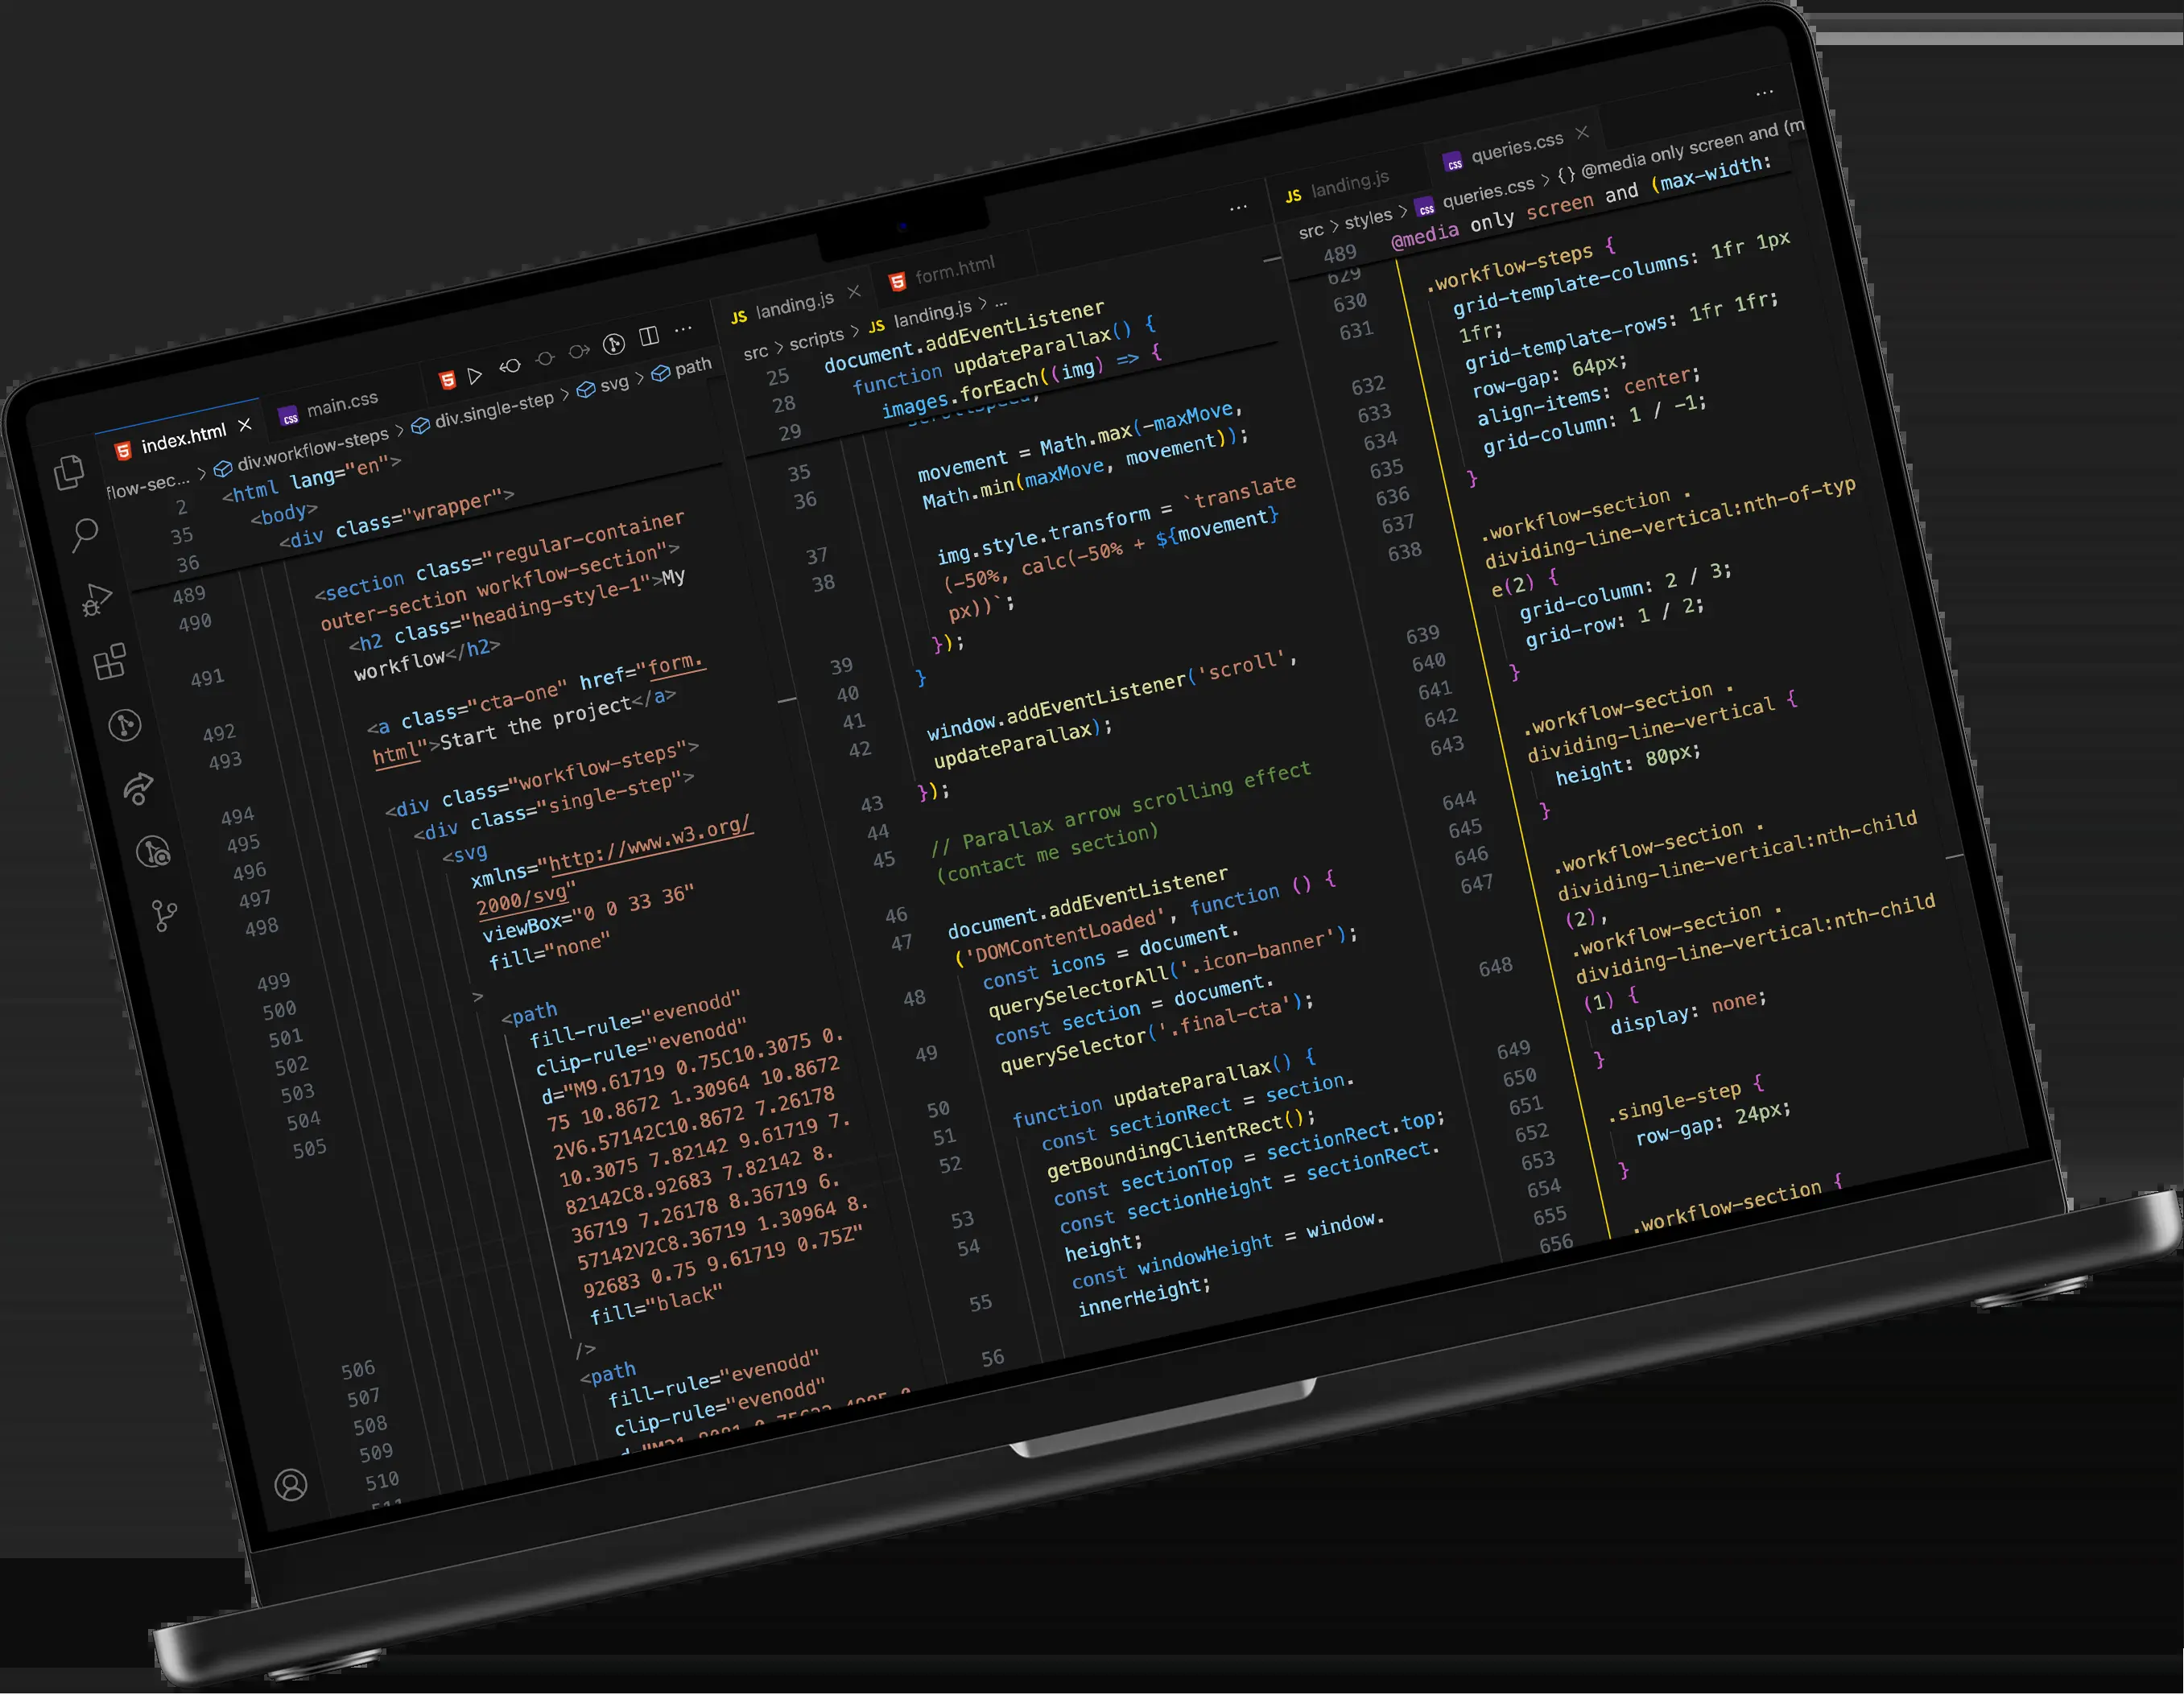 index.html
main.css
flow-sec... > div.workflow-steps > div.single-step > svg > path
2 <html lang="en">
35 <body>
36 <div class="wrapper">
489
490 <section class="regular-container
outer-section workflow-section">
491 <h2 class="heading-style-1">My
workflow</h2>
492
493 <a class="cta-one" href="form.
html">Start the project</a>
494
495 <div class="workflow-steps">
496 <div class="single-step">
497 <svg
498 xmlns="http://www.w3.org/
2000/svg"
499 viewBox="0 0 33 36"
500 fill="none"
501 >
502 <path
503 fill-rule="evenodd"
504 clip-rule="evenodd"
505 d="M9.61719 0.75C10.3075 0.
75 10.8672 1.30964 10.8672
2V6.57142C10.8672 7.26178
10.3075 7.82142 9.61719 7.
82142C8.92683 7.82142 8.
36719 7.26178 8.36719 6.
57142V2C8.36719 1.30964 8.
92683 0.75 9.61719 0.75Z"
506 fill="black"
507 />
508 <path
509 fill-rule="evenodd"
510 clip-rule="evenodd"
JS landing.js
form.html
src > scripts > JS landing.js > ...
25 document.addEventListener
28 function updateParallax() {
29 images.forEach((img) => {
35
36 movement = Math.max(-maxMove,
Math.min(maxMove, movement));
37
38 img.style.transform = `translate
(-50%, calc(-50% + ${movement}
px))`;
39 });
40 }
41
42 window.addEventListener('scroll',
updateParallax);
43 });
44
45 // Parallax arrow scrolling effect
(contact me section)
46
47 document.addEventListener
('DOMContentLoaded', function () {
48 const icons = document.
querySelectorAll('.icon-banner');
49 const section = document.
querySelector('.final-cta');
50
51 function updateParallax() {
52 const sectionRect = section.
getBoundingClientRect();
53 const sectionTop = sectionRect.top;
54 const sectionHeight = sectionRect.
height;
55 const windowHeight = window.
innerHeight;
56
JS landing.js
css queries.css
src > styles > css queries.css > {} @media only screen and (m
489 @media only screen and (max-width:
629
630 .workflow-steps {
631 grid-template-columns: 1fr 1px
1fr;
632 grid-template-rows: 1fr 1fr;
633 row-gap: 64px;
634 align-items: center;
635 grid-column: 1 / -1;
636 }
637
638 .workflow-section .
dividing-line-vertical:nth-of-typ
e(2) {
639 grid-column: 2 / 3;
640 grid-row: 1 / 2;
641 }
642
643 .workflow-section .
dividing-line-vertical {
644 height: 80px;
645 }
646
647 .workflow-section .
dividing-line-vertical:nth-child
(2),
648 .workflow-section .
dividing-line-vertical:nth-child
(1) {
649 display: none;
650 }
651
652 .single-step {
653 row-gap: 24px;
654 }
655
656 .workflow-section {